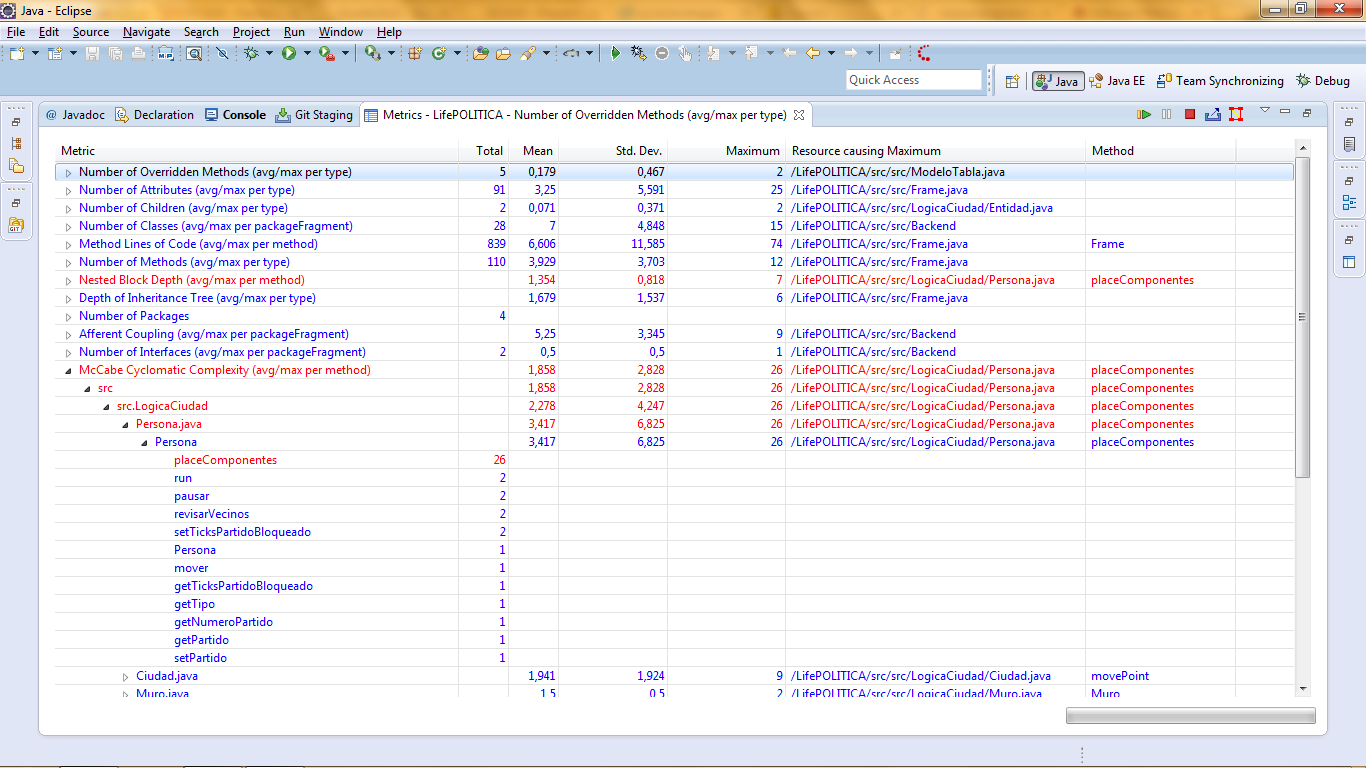 Java - Eclipse
File Edit Source Navigate Search Project Run Window Help
Quick Access Java Java EE Team Synchronizing Debug
@ Javadoc Declaration Console Git Staging Metrics - LifePOLITICA - Number of Overridden Methods (avg/max per type)
Metric Total Mean Std. Dev. Maximum Resource causing Maximum Method
Number of Overridden Methods (avg/max per type) 5 0,179 0,467 2 /LifePOLITICA/src/src/ModeloTabla.java
Number of Attributes (avg/max per type) 91 3,25 5,591 25 /LifePOLITICA/src/src/Frame.java
Number of Children (avg/max per type) 2 0,071 0,371 2 /LifePOLITICA/src/src/LogicaCiudad/Entidad.java
Number of Classes (avg/max per packageFragment) 28 7 4,848 15 /LifePOLITICA/src/src/Backend
Method Lines of Code (avg/max per method) 839 6,606 11,585 74 /LifePOLITICA/src/src/Frame.java Frame
Number of Methods (avg/max per type) 110 3,929 3,703 12 /LifePOLITICA/src/src/Frame.java
Nested Block Depth (avg/max per method) 1,354 0,818 7 /LifePOLITICA/src/src/LogicaCiudad/Persona.java placeComponentes
Depth of Inheritance Tree (avg/max per type) 1,679 1,537 6 /LifePOLITICA/src/src/Frame.java
Number of Packages 4
Afferent Coupling (avg/max per packageFragment) 5,25 3,345 9 /LifePOLITICA/src/src/Backend
Number of Interfaces (avg/max per packageFragment) 2 0,5 0,5 1 /LifePOLITICA/src/src/Backend
McCabe Cyclomatic Complexity (avg/max per method) 1,858 2,828 26 /LifePOLITICA/src/src/LogicaCiudad/Persona.java placeComponentes
src 1,858 2,828 26 /LifePOLITICA/src/src/LogicaCiudad/Persona.java placeComponentes
src.LogicaCiudad 2,278 4,247 26 /LifePOLITICA/src/src/LogicaCiudad/Persona.java placeComponentes
Persona.java 3,417 6,825 26 /LifePOLITICA/src/src/LogicaCiudad/Persona.java placeComponentes
Persona 3,417 6,825 26 /LifePOLITICA/src/src/LogicaCiudad/Persona.java placeComponentes
placeComponentes 26
run 2
pausar 2
revisarVecinos 2
setTicksPartidoBloqueado 2
Persona 1
mover 1
getTicksPartidoBloqueado 1
getTipo 1
getNumeroPartido 1
getPartido 1
setPartido 1
Ciudad.java 1,941 1,924 9 /LifePOLITICA/src/src/LogicaCiudad/Ciudad.java movePoint
Muro.java 1,5 0,5 2 /LifePOLITICA/src/src/LogicaCiudad/Muro.java Muro